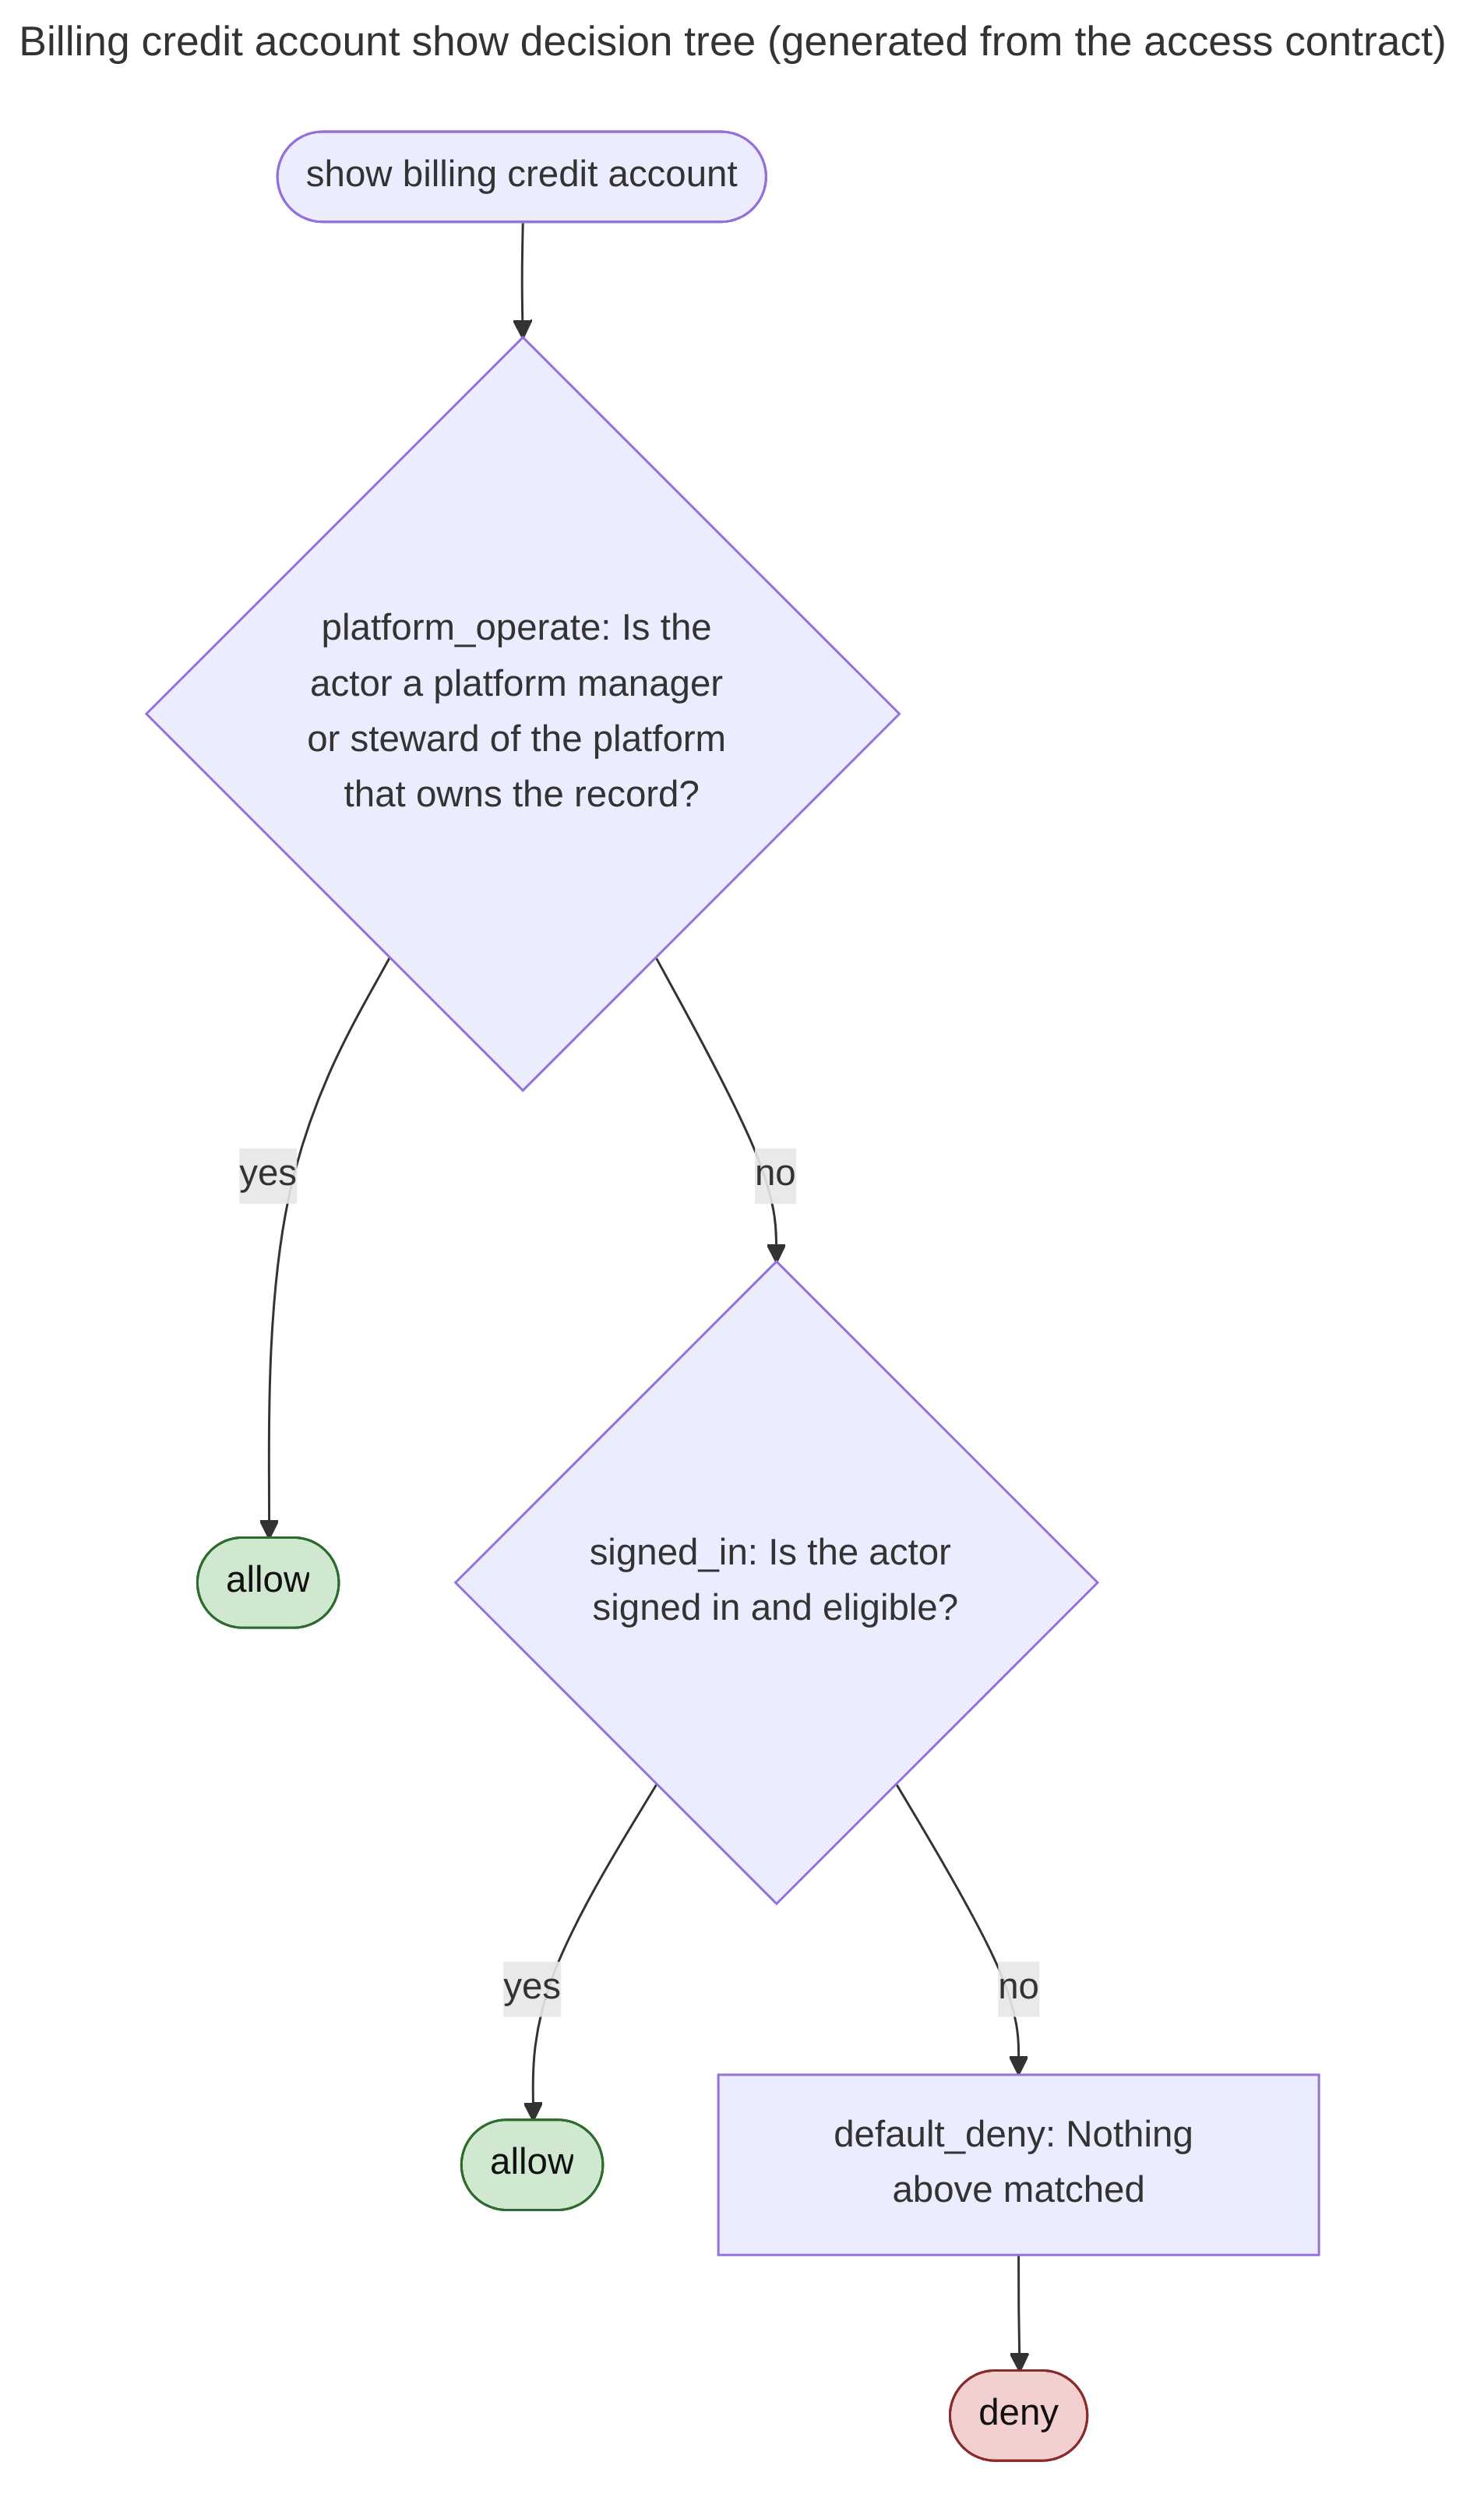 Billing credit account show decision tree (generated from the access contract)
show billing credit account
platform_operate: Is the
actor a platform manager
or steward of the platform
that owns the record?
yes
no
allow
signed_in: Is the actor
signed in and eligible?
yes
no
allow
default_deny: Nothing
above matched
deny